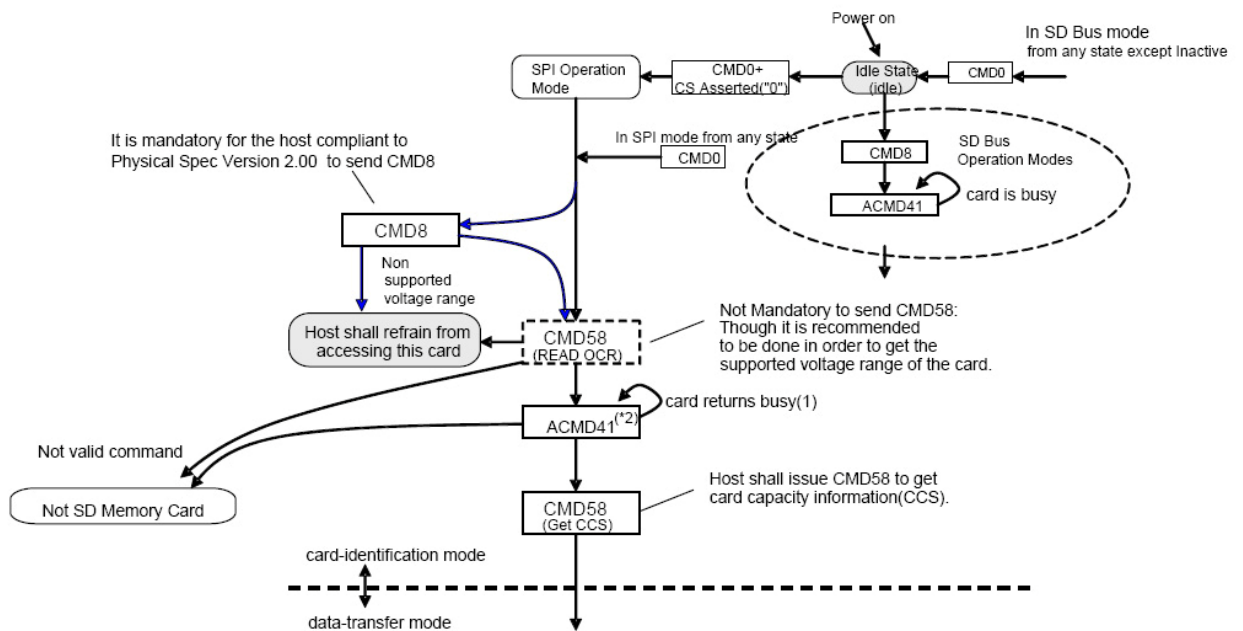 Power on
In SD Bus mode
from any state except Inactive
SPI Operation
Mode
CMD0+
CS Asserted("0")
Idle State
(idle)
CMD0
It is mandatory for the host compliant to
Physical Spec Version 2.00 to send CMD8
In SPI mode from any state
CMD0
CMD8
SD Bus
Operation Modes
ACMD41
card is busy
CMD8
Non
supported
voltage range
Host shall refrain from
accessing this card
CMD58
(READ OCR)
Not Mandatory to send CMD58:
Though it is recommended
to be done in order to get the
supported voltage range of the card.
ACMD41(*2)
card returns busy(1)
Not valid command
Not SD Memory Card
CMD58
(Get CCS)
Host shall issue CMD58 to get
card capacity information(CCS).
card-identification mode
data-transfer mode